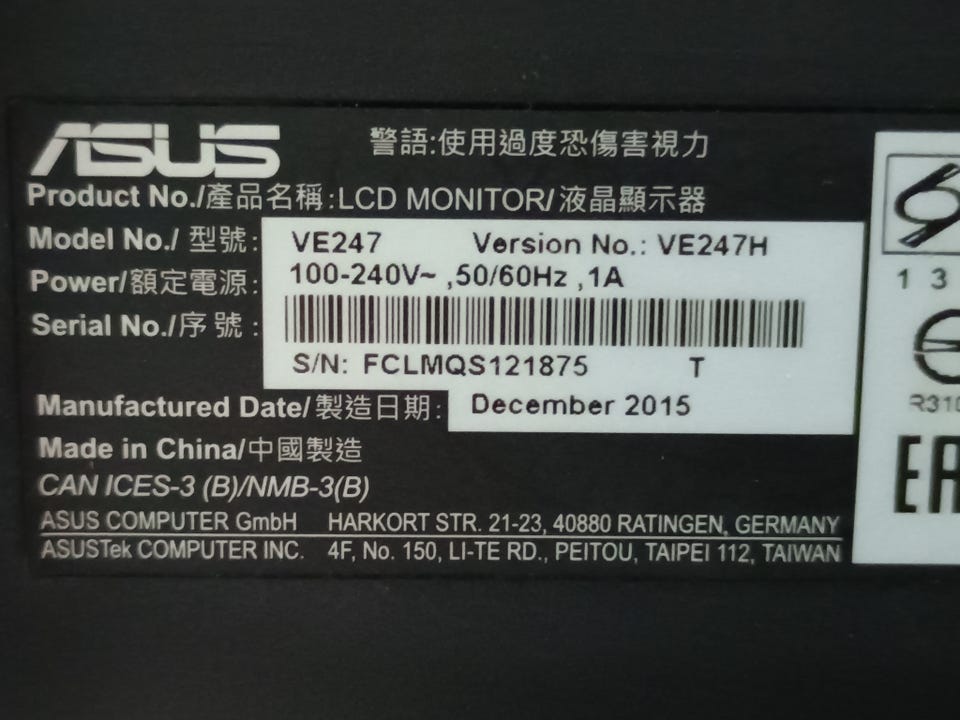 ASUS
警語:使用過度恐傷害視力
Product No./產品名稱:LCD MONITOR/液晶顯示器
Model No./ 型號: VE247 Version No.: VE247H
Power/額定電源: 100-240V~ ,50/60Hz ,1A
Serial No./序號:
S/N: FCLMQS121875 T
Manufactured Date/製造日期: December 2015
Made in China/中國製造
CAN ICES-3 (B)/NMB-3(B)
ASUS COMPUTER GmbH HARKORT STR. 21-23, 40880 RATINGEN, GERMANY
ASUSTek COMPUTER INC. 4F, No. 150, LI-TE RD., PEITOU, TAIPEI 112, TAIWAN
1 3
R310